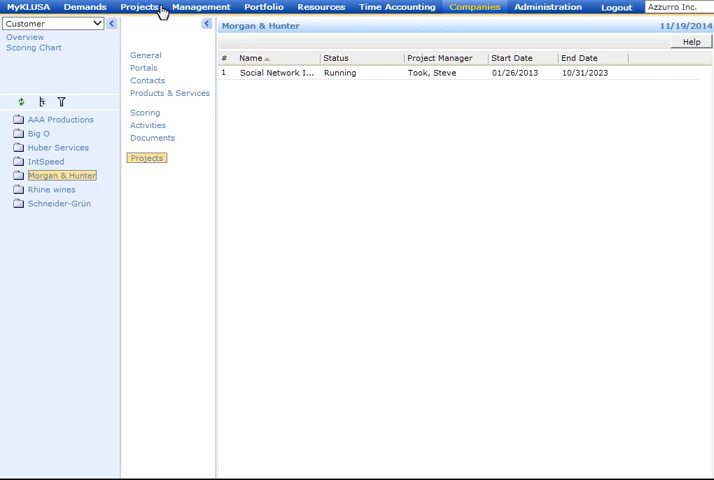 MyKLUSA Demands Projects Management Portfolio Resources Time Accounting Companies Administration Logout Azzurro Inc.
Customer
Overview
Scoring Chart
AAA Productions
Big O
Huber Services
IntSpeed
Morgan & Hunter
Rhine wines
Schneider-Grün
General
Portals
Contacts
Products & Services
Scoring
Activities
Documents
Projects
Morgan & Hunter 11/19/2014
Help
# Name Status Project Manager Start Date End Date
1 Social Network I... Running Took, Steve 01/26/2013 10/31/2023